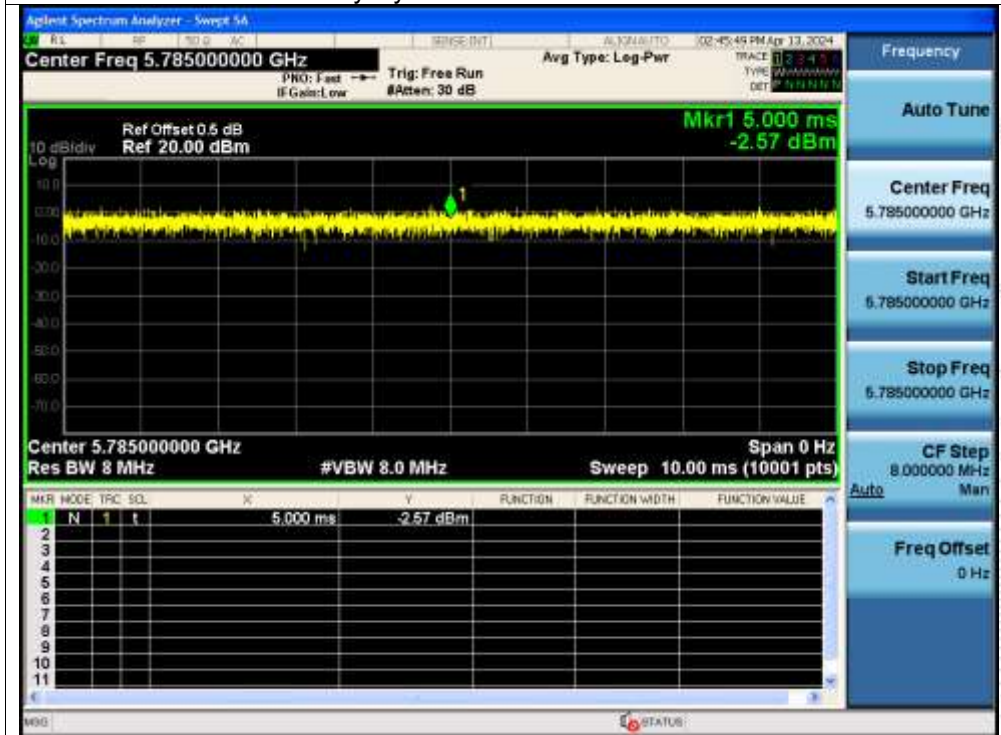 Agilent Spectrum Analyzer - Swept SA
RL RF 50 Ω AC SENSE:INT ALIGNAUTO 02:45:49 PM Apr 13, 2024
Center Freq 5.785000000 GHz
PNO: Fast
IFGain:Low
Trig: Free Run
#Atten: 30 dB
Avg Type: Log-Pwr
TRACE 1 2 3 4 5 6
TYPE
DET P N N N N N
Frequency
Auto Tune
Center Freq
5.785000000 GHz
Start Freq
5.785000000 GHz
Stop Freq
5.785000000 GHz
CF Step
8.000000 MHz
Auto Man
Freq Offset
0 Hz
Mkr1 5.000 ms
-2.57 dBm
Ref Offset 0.5 dB
10 dB/div Ref 20.00 dBm
Log
10.0
0.00
-10.0
-20.0
-30.0
-40.0
-50.0
-60.0
-70.0
1
Center 5.785000000 GHz Span 0 Hz
Res BW 8 MHz #VBW 8.0 MHz Sweep 10.00 ms (10001 pts)
MKR MODE TRC SCL X Y FUNCTION FUNCTION WIDTH FUNCTION VALUE
1 N 1 t 5.000 ms -2.57 dBm
2
3
4
5
6
7
8
9
10
11
MSG STATUS